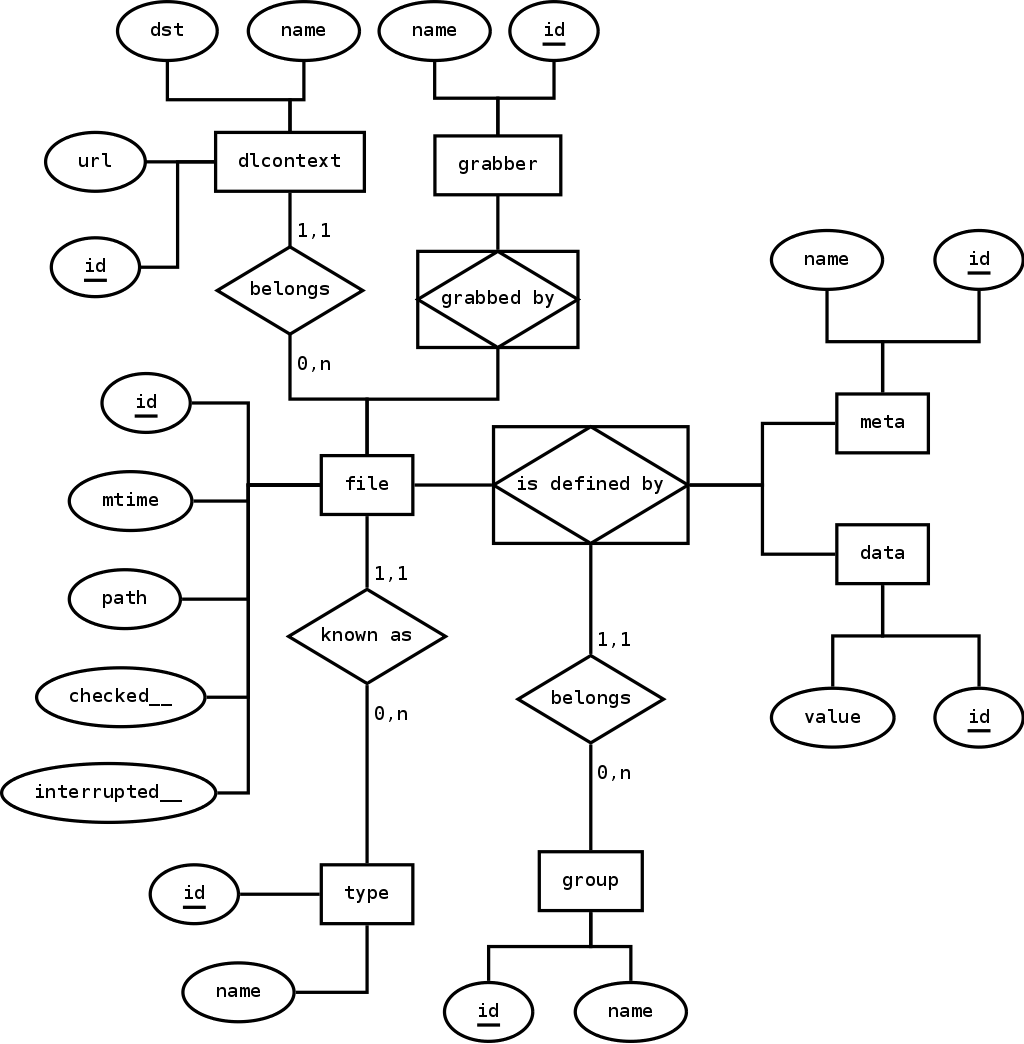 dst
name
name
id
url
dlcontext
grabber
1,1
id
belongs
grabbed by
name
id
0,n
id
meta
mtime
file
is defined by
data
1,1
path
known as
1,1
checked__
belongs
0,n
value
id
0,n
interrupted__
id
type
group
name
id
name